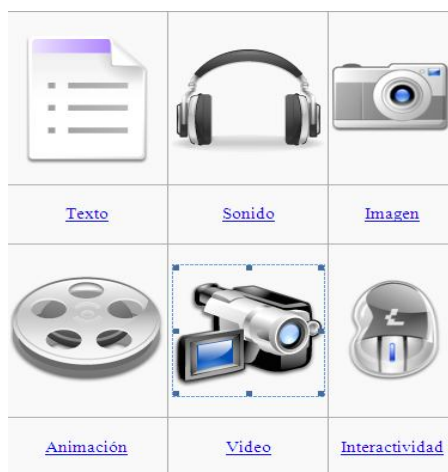 Texto
Sonido
Imagen
Animación
Video
Interactividad